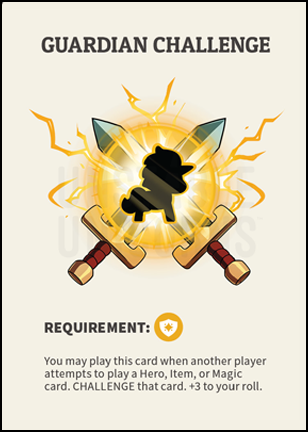 GUARDIAN CHALLENGE
REQUIREMENT:
You may play this card when another player
attempts to play a Hero, Item, or Magic
card. CHALLENGE that card. +3 to your roll.